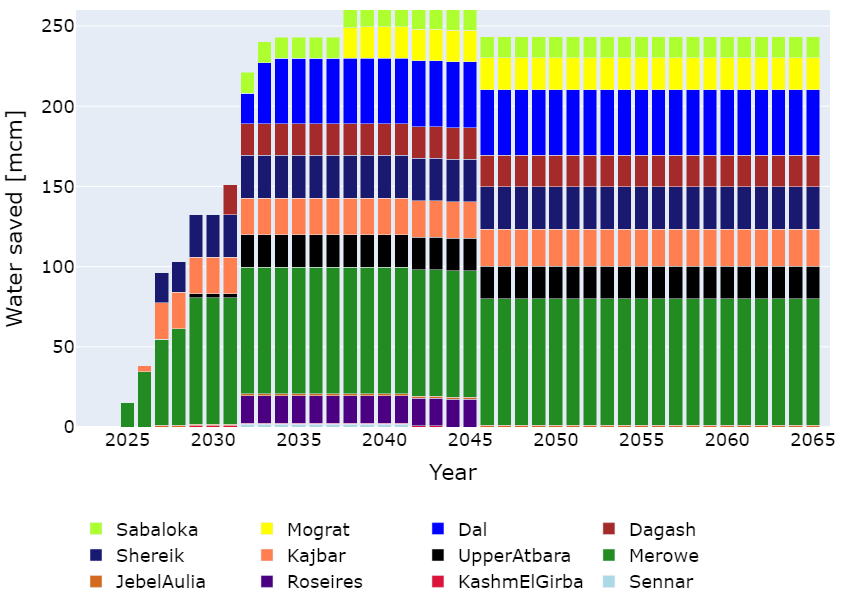 250
200
150
100
50
0
Water saved [mcm]
2025 2030 2035 2040 2045 2050 2055 2060 2065
Year
Sabaloka Mograt Dal Dagash
Shereik Kajbar UpperAtbara Merowe
JebelAulia Roseires KashmElGirba Sennar